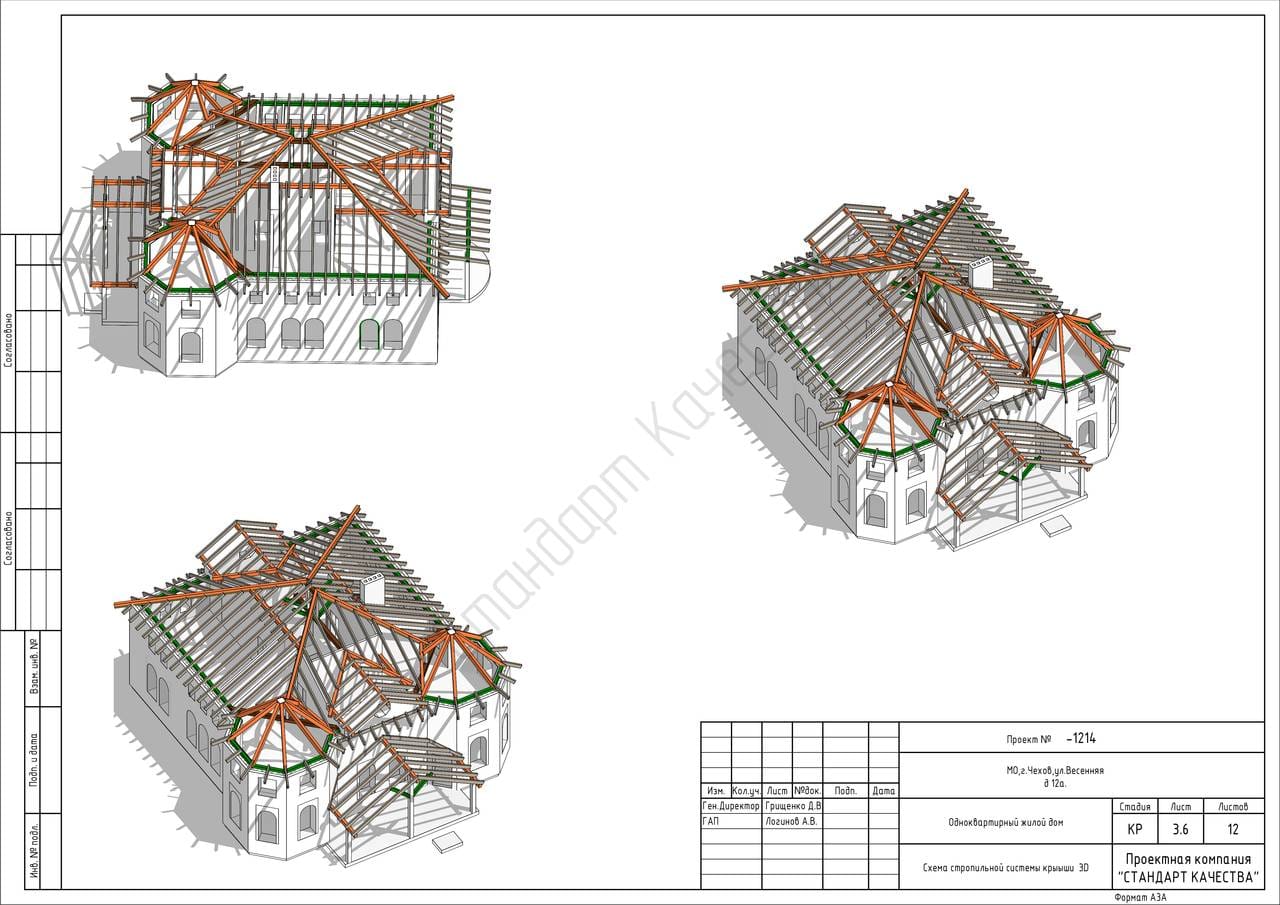 Согласовано
Согласовано
Взам. инв. №
Подп. и дата
Инв. № подл.
Стандарт Качес
Изм. Кол.уч. Лист №док. Подп. Дата
Ген.Директор Грищенко Д.В
ГАП Логинов А.В.
Проект № -1214
МО,г.Чехов,ул.Весенняя
д 12а.
Одноквартирный жилой дом
Стадия Лист Листов
КР 3.6 12
Схема стропильной системы крыши 3D
Проектная компания
"СТАНДАРТ КАЧЕСТВА"
Формат А3А